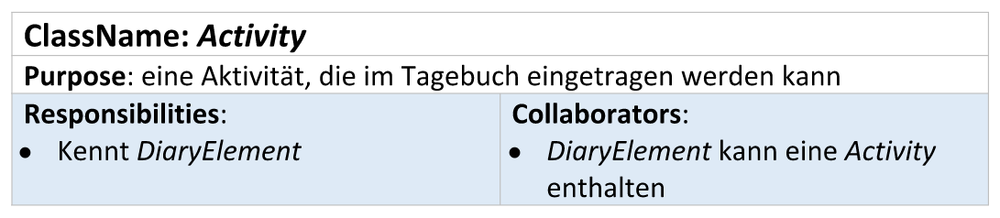 ClassName: Activity
Purpose: eine Aktivität, die im Tagebuch eingetragen werden kann
Responsibilities:
• Kennt DiaryElement
Collaborators:
• DiaryElement kann eine Activity
enthalten